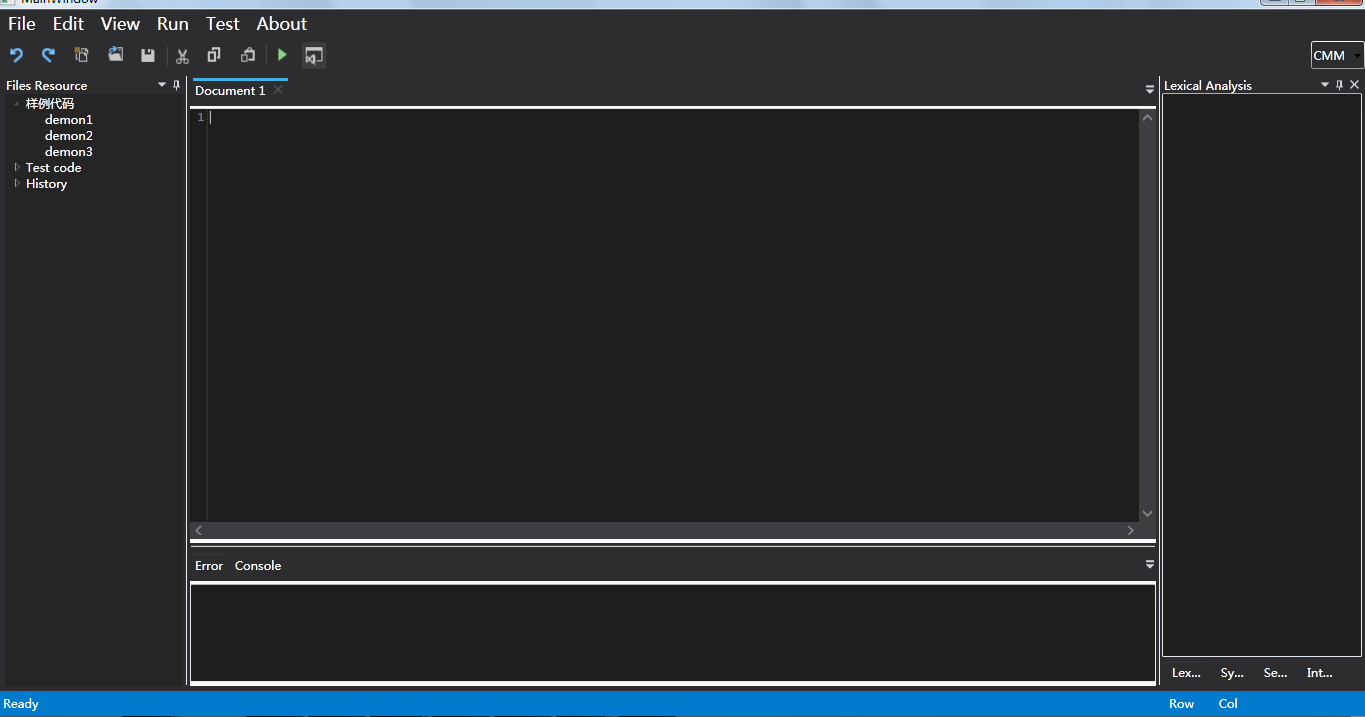 MainWindow
File Edit View Run Test About
CMM
Files Resource
样例代码
demon1
demon2
demon3
Test code
History
Document 1
1
Error Console
Lexical Analysis
Lex... Sy... Se... Int...
Ready
Row Col